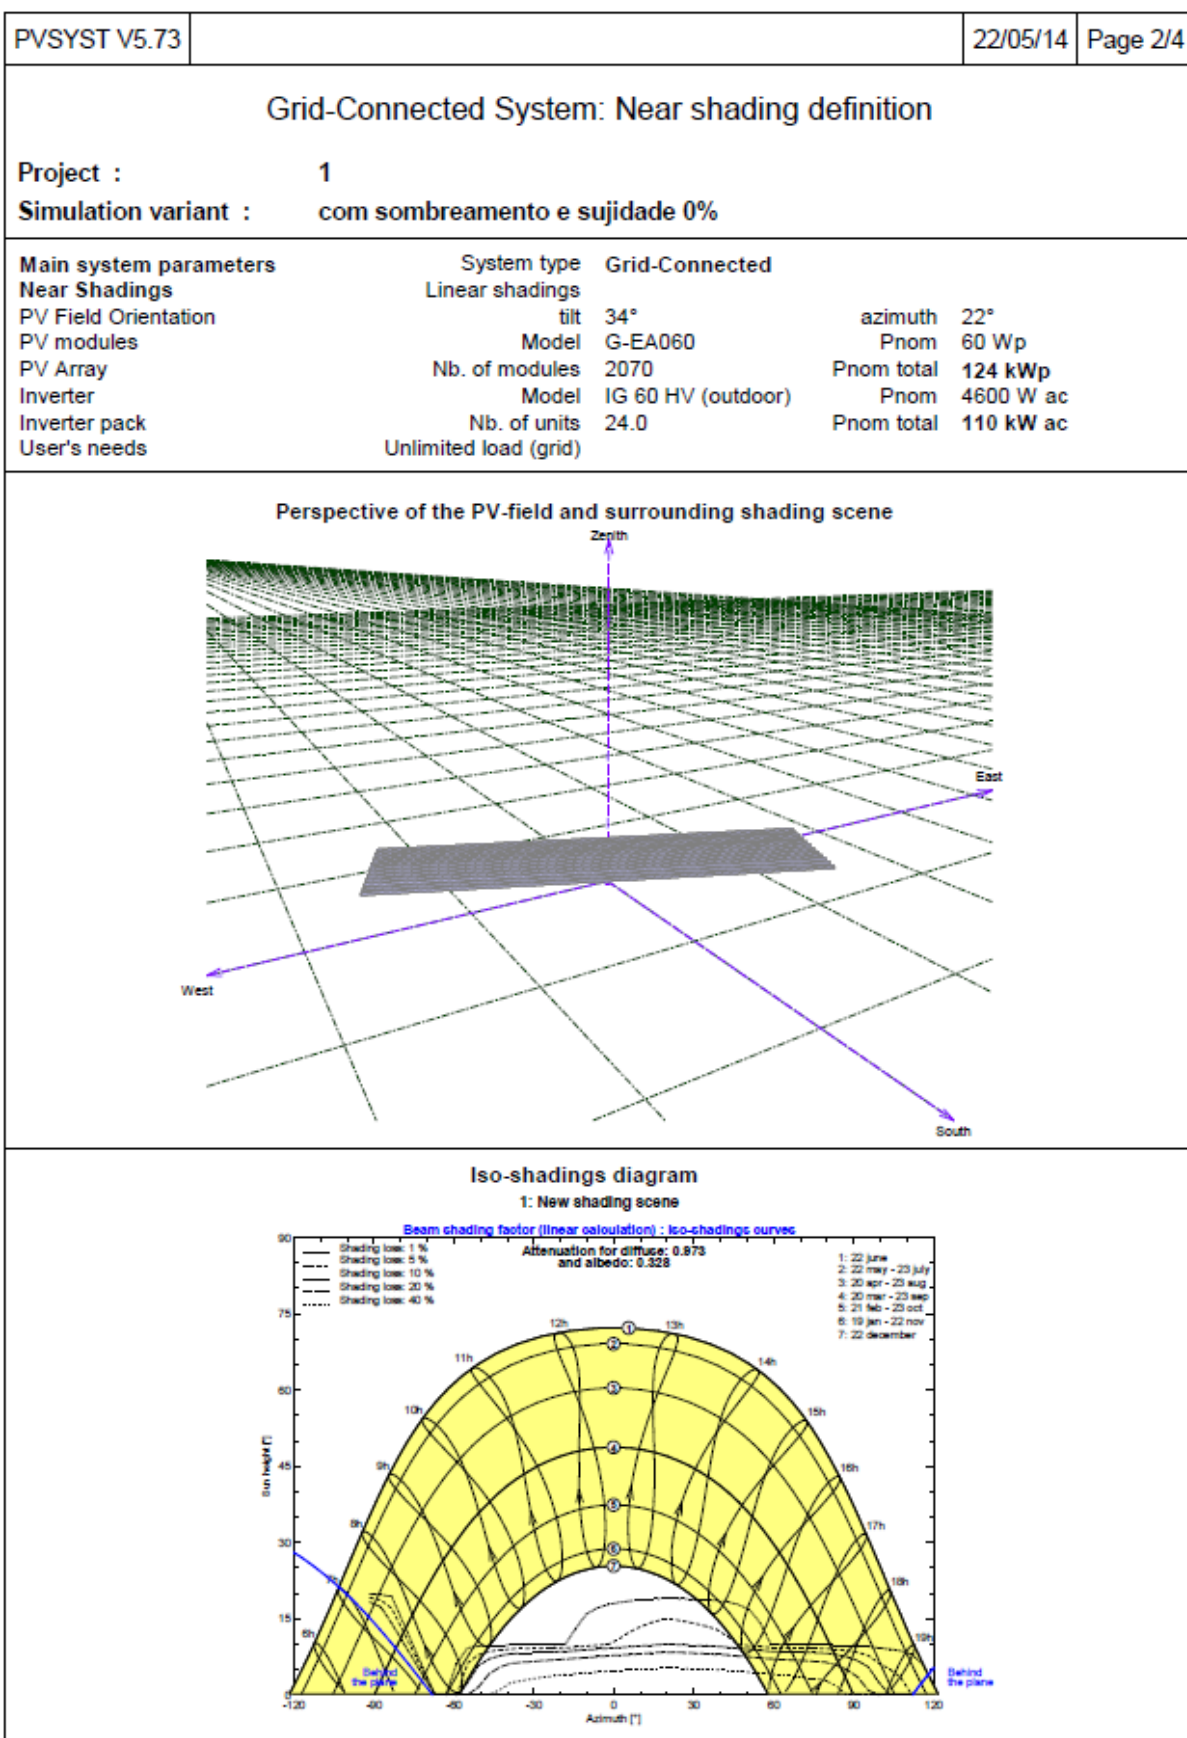 PVSYST V5.73 22/05/14 Page 2/4
Grid-Connected System: Near shading definition
Project : 1
Simulation variant : com sombreamento e sujidade 0%
Main system parameters System type Grid-Connected
Near Shadings Linear shadings
PV Field Orientation tilt 34° azimuth 22°
PV modules Model G-EA060 Pnom 60 Wp
PV Array Nb. of modules 2070 Pnom total 124 kWp
Inverter Model IG 60 HV (outdoor) Pnom 4600 W ac
Inverter pack Nb. of units 24.0 Pnom total 110 kW ac
User's needs Unlimited load (grid)
Perspective of the PV-field and surrounding shading scene
Zenith
East
West
South
Iso-shadings diagram
1: New shading scene
Beam shading factor (linear calculation) : Iso-shadings curves
Attenuation for diffuse: 0.973
and albedo: 0.328
Shading loss: 1 %
Shading loss: 5 %
Shading loss: 10 %
Shading loss: 20 %
Shading loss: 40 %
1: 22 june
2: 22 may - 23 july
3: 20 apr - 23 aug
4: 20 mar - 23 sep
5: 21 feb - 23 oct
6: 19 jan - 22 nov
7: 22 december
90
75
60
45
30
15
0
Sun height [°]
6h
7h
8h
9h
10h
11h
12h
13h
14h
15h
16h
17h
18h
19h
1
2
3
4
5
6
7
Behind
the plane
Behind
the plane
-120 -90 -60 -30 0 30 60 90 120
Azimuth [°]